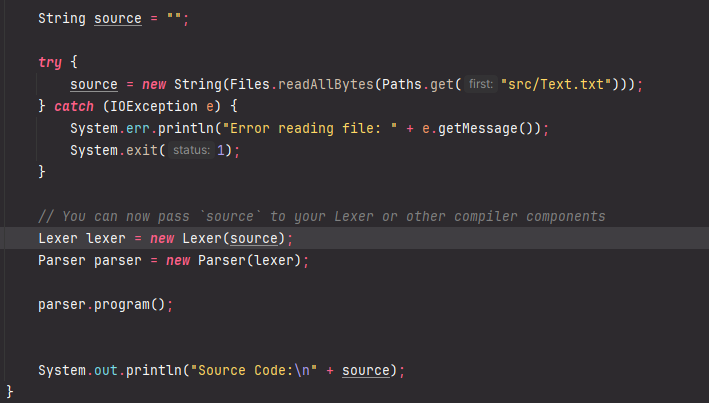 String source = "";
try {
source = new String(Files.readAllBytes(Paths.get( first: "src/Text.txt")));
} catch (IOException e) {
System.err.println("Error reading file: " + e.getMessage());
System.exit( status: 1);
}
// You can now pass `source` to your Lexer or other compiler components
Lexer lexer = new Lexer(source);
Parser parser = new Parser(lexer);
parser.program();
System.out.println("Source Code:\n" + source);
}